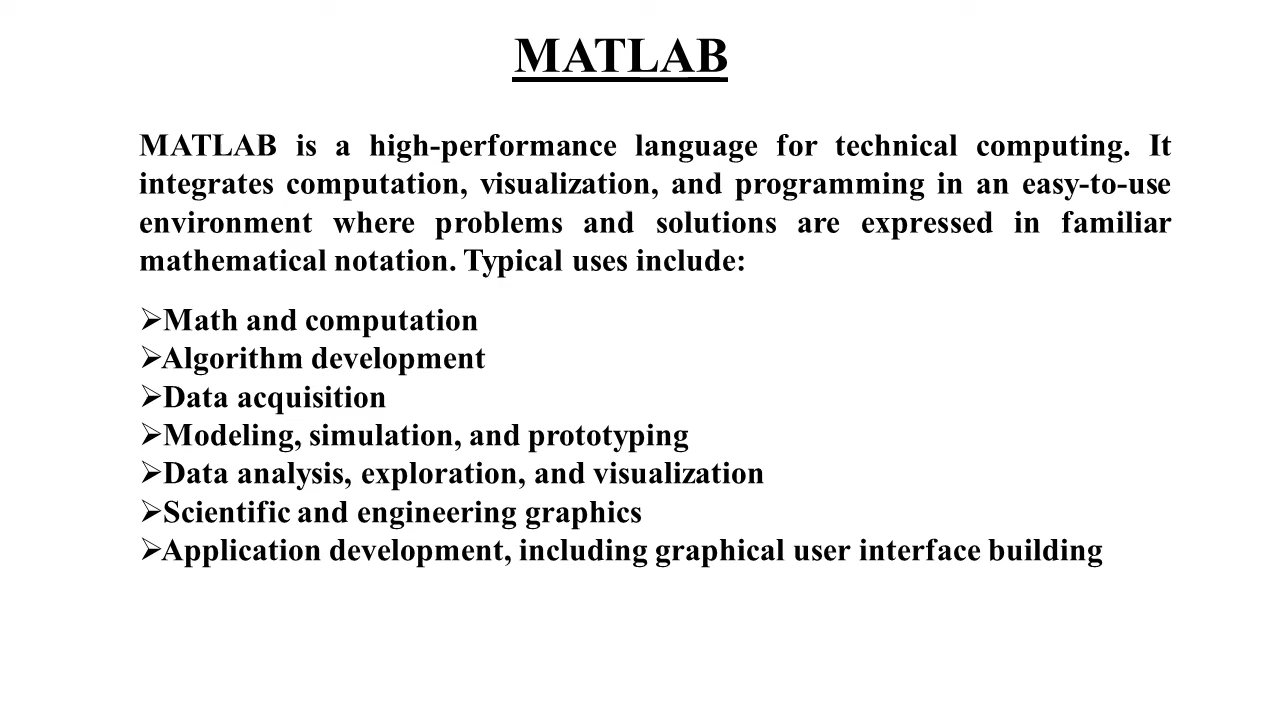 MATLAB
MATLAB is a high-performance language for technical computing. It
integrates computation, visualization, and programming in an easy-to-use
environment where problems and solutions are expressed in familiar
mathematical notation. Typical uses include:
➢Math and computation
➢Algorithm development
➢Data acquisition
➢Modeling, simulation, and prototyping
➢Data analysis, exploration, and visualization
➢Scientific and engineering graphics
➢Application development, including graphical user interface building